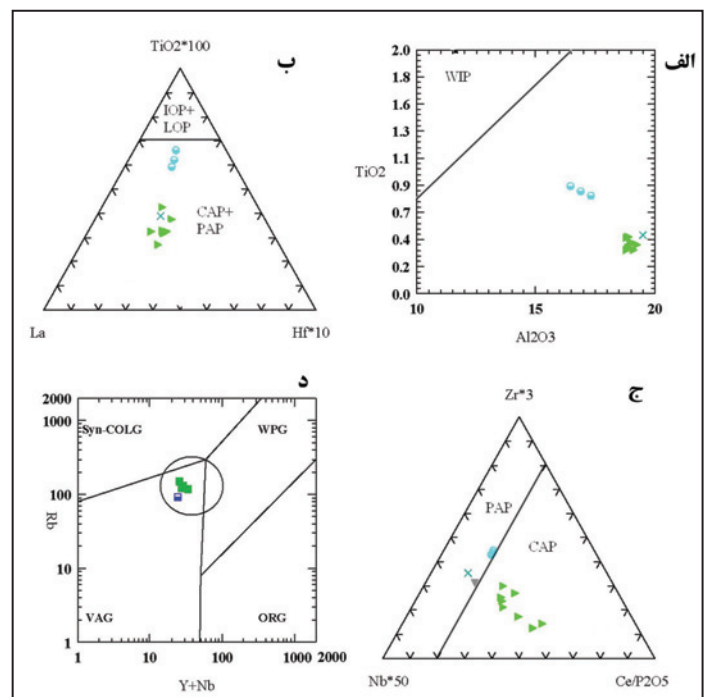 ب
TiO2*100
IOP+
LOP
CAP+
PAP
La
Hf*10
الف
2.0
1.8
1.6
1.3
1.1
0.9
0.7
0.4
0.2
0.0
TiO2
WIP
10
15
20
Al2O3
د
2000
1000
100
10
1
Rb
Syn-COLG
WPG
VAG
ORG
1
10
100
1000
2000
Y+Nb
ج
Zr*3
PAP
CAP
Nb*50
Ce/P2O5